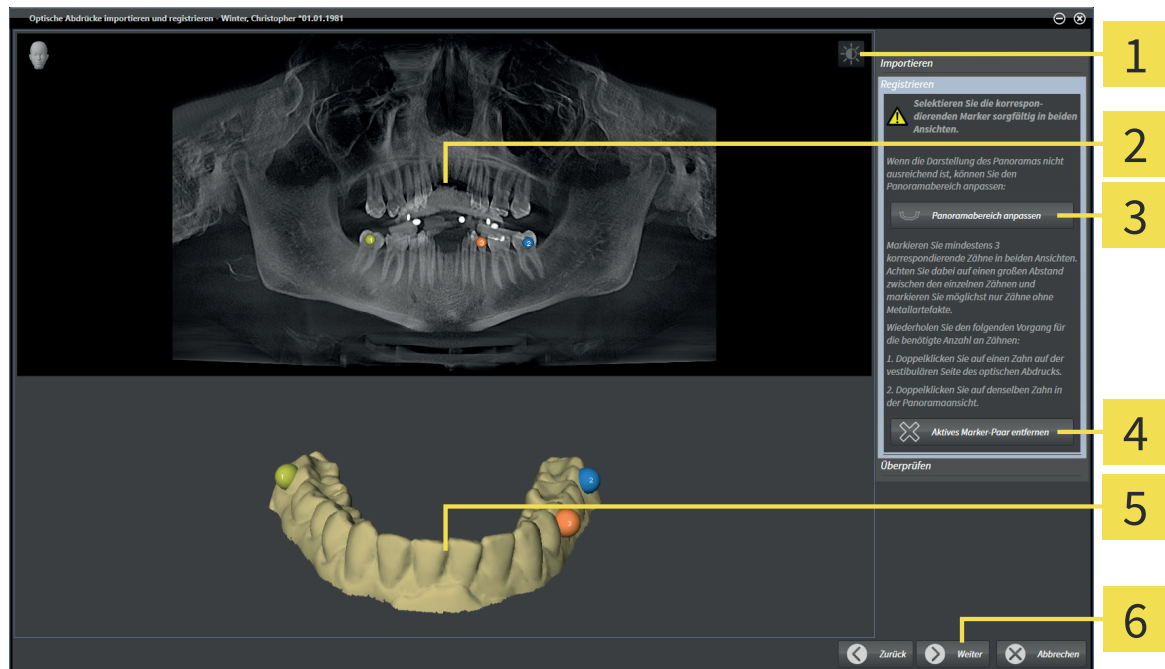 Optische Abdrücke importieren und registrieren - Winter, Christopher *01.01.1981
Importieren
1
Registrieren
Selektieren Sie die korrespon-
dierenden Marker sorgfältig in beiden
Ansichten.
2
Wenn die Darstellung des Panoramas nicht
ausreichend ist, können Sie den
Panoramabereich anpassen:
Panoramabereich anpassen
3
1
3
2
Markieren Sie mindestens 3
korrespondierende Zähne in beiden Ansichten.
Achten Sie dabei auf einen großen Abstand
zwischen den einzelnen Zähnen und
markieren Sie möglichst nur Zähne ohne
Metallartefakte.
Wiederholen Sie den folgenden Vorgang für
die benötigte Anzahl an Zähnen:
1. Doppelklicken Sie auf einen Zahn auf der
vestibulären Seite des optischen Abdrucks.
2. Doppelklicken Sie auf denselben Zahn in
der Panoramaansicht.
Aktives Marker-Paar entfernen
4
Überprüfen
1
2
3
5
6
Zurück
Weiter
Abbrechen